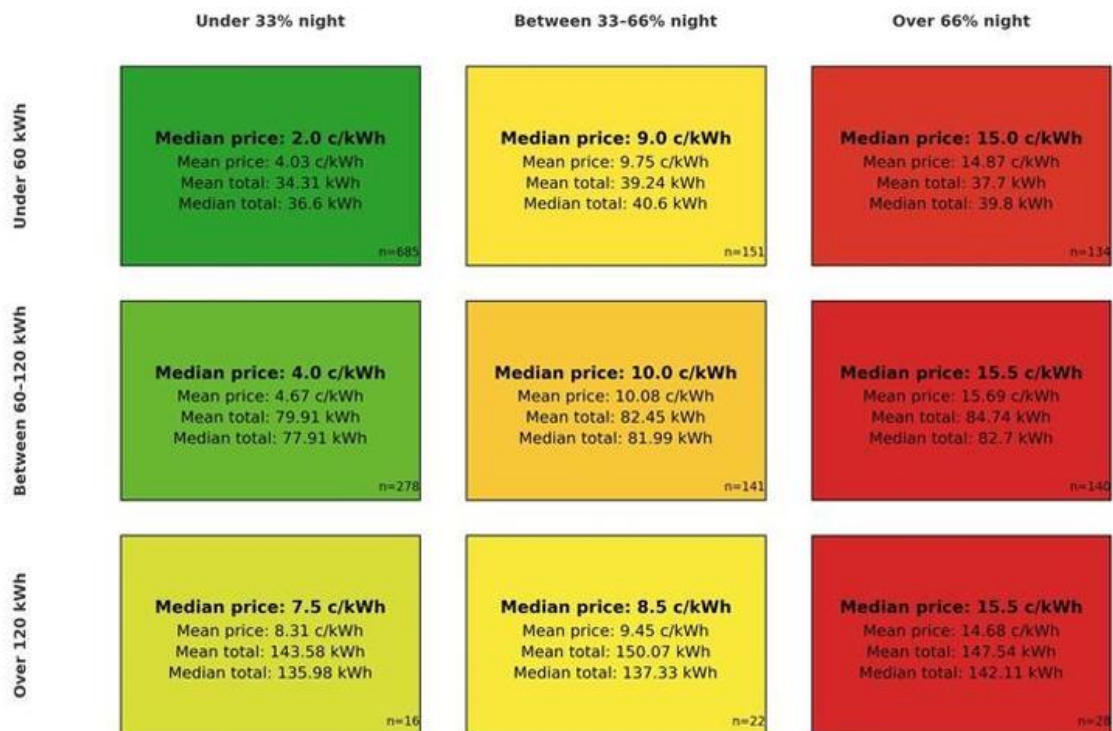 Under 33% night
Between 33–66% night
Over 66% night
Under 60 kWh
Median price: 2.0 c/kWh
Mean price: 4.03 c/kWh
Mean total: 34.31 kWh
Median total: 36.6 kWh
n=685
Median price: 9.0 c/kWh
Mean price: 9.75 c/kWh
Mean total: 39.24 kWh
Median total: 40.6 kWh
n=151
Median price: 15.0 c/kWh
Mean price: 14.87 c/kWh
Mean total: 37.7 kWh
Median total: 39.8 kWh
n=134
Between 60–120 kWh
Median price: 4.0 c/kWh
Mean price: 4.67 c/kWh
Mean total: 79.91 kWh
Median total: 77.91 kWh
n=278
Median price: 10.0 c/kWh
Mean price: 10.08 c/kWh
Mean total: 82.45 kWh
Median total: 81.99 kWh
n=141
Median price: 15.5 c/kWh
Mean price: 15.69 c/kWh
Mean total: 84.74 kWh
Median total: 82.7 kWh
n=140
Over 120 kWh
Median price: 7.5 c/kWh
Mean price: 8.31 c/kWh
Mean total: 143.58 kWh
Median total: 135.98 kWh
n=16
Median price: 8.5 c/kWh
Mean price: 9.45 c/kWh
Mean total: 150.07 kWh
Median total: 137.33 kWh
n=22
Median price: 15.5 c/kWh
Mean price: 14.68 c/kWh
Mean total: 147.54 kWh
Median total: 142.11 kWh
n=28